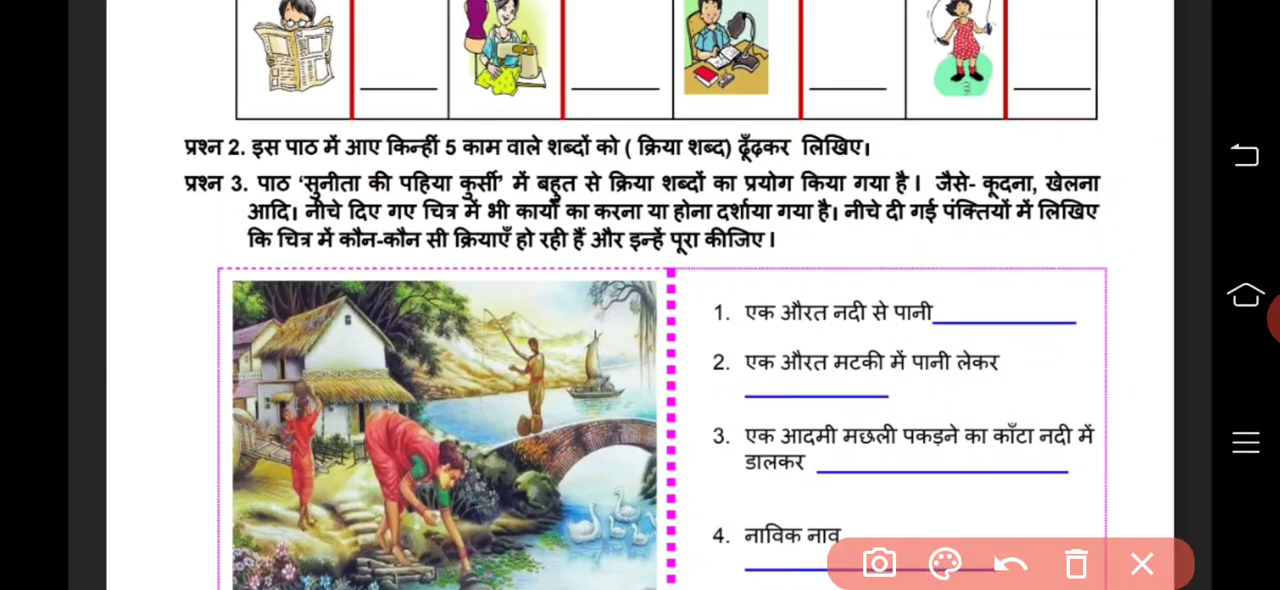 प्रश्न 2. इस पाठ में आए किन्हीं 5 काम वाले शब्दों को ( क्रिया शब्द) ढूँढ़कर लिखिए।
प्रश्न 3. पाठ ‘सुनीता की पहिया कुर्सी’ में बहुत से क्रिया शब्दों का प्रयोग किया गया है । जैसे- कूदना, खेलना
आदि। नीचे दिए गए चित्र में भी कार्यों का करना या होना दर्शाया गया है। नीचे दी गई पंक्तियों में लिखिए
कि चित्र में कौन-कौन सी क्रियाएँ हो रही हैं और इन्हें पूरा कीजिए ।
1. एक औरत नदी से पानी
2. एक औरत मटकी में पानी लेकर
3. एक आदमी मछली पकड़ने का काँटा नदी में
डालकर
4. नाविक नाव